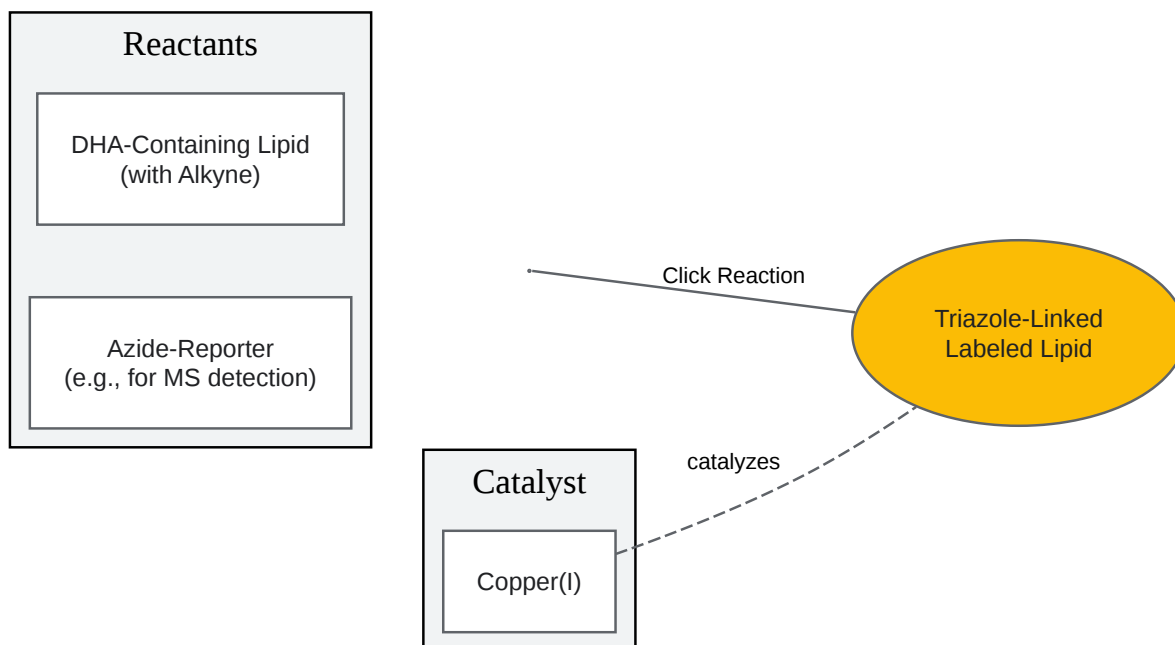 Reactants
DHA-Containing Lipid
(with Alkyne)
Azide-Reporter
(e.g., for MS detection)
Click Reaction
Triazole-Linked
Labeled Lipid
catalyzes
Catalyst
Copper(I)